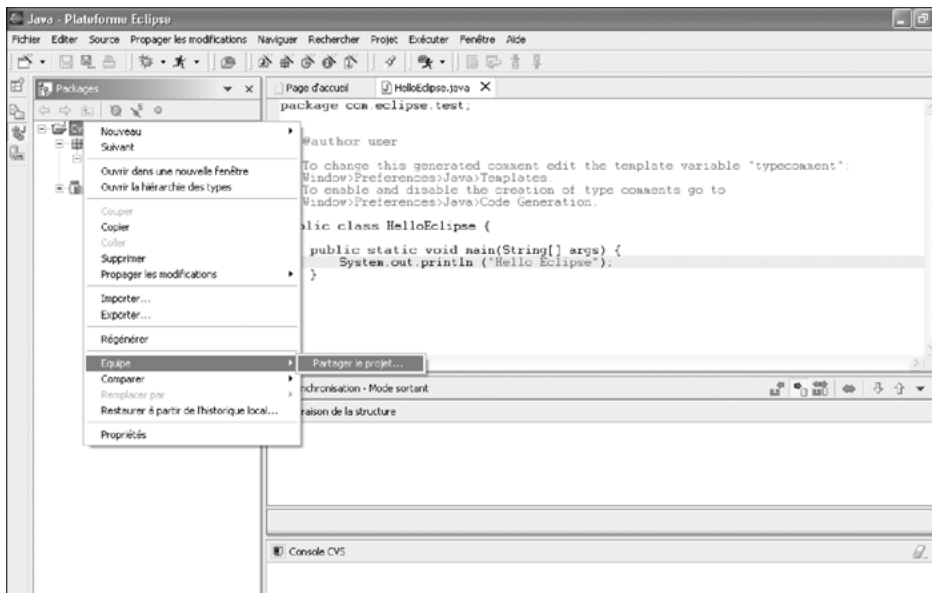 Java - Plateforme Eclipse
Fichier Editer Source Propager les modifications Naviguer Rechercher Projet Exécuter Fenêtre Aide
Packages
Page d'accueil HelloEclipse.java
package com.eclipse.test;
Nouveau
@author user
Suivant
To change this generated comment edit the template variable "typecomment":
Ouvrir dans une nouvelle fenêtre
Window>Preferences>Java>Templates.
Ouvrir la hiérarchie des types
To enable and disable the creation of type comments go to
Window>Preferences>Java>Code Generation.
Couper
Copier
class HelloEclipse {
Coller
public static void main(String[] args) {
Supprimer
System.out.println ("Hello Eclipse");
Propager les modifications
}
Importer...
Exporter...
Régénérer
Equipe
Partager le projet...
Comparer
Remplacer par
- Mode sortant
Restaurer à partir de l'historique local...
de la structure
Propriétés
Console CVS